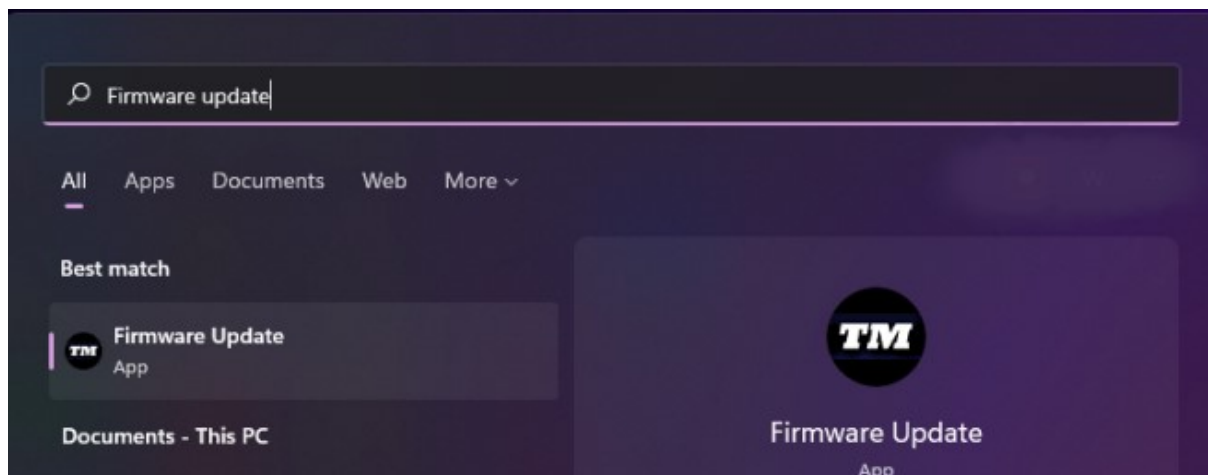 Firmware update
All Apps Documents Web More
Best match
TM
Firmware Update
App
Documents - This PC
TM
Firmware Update
App